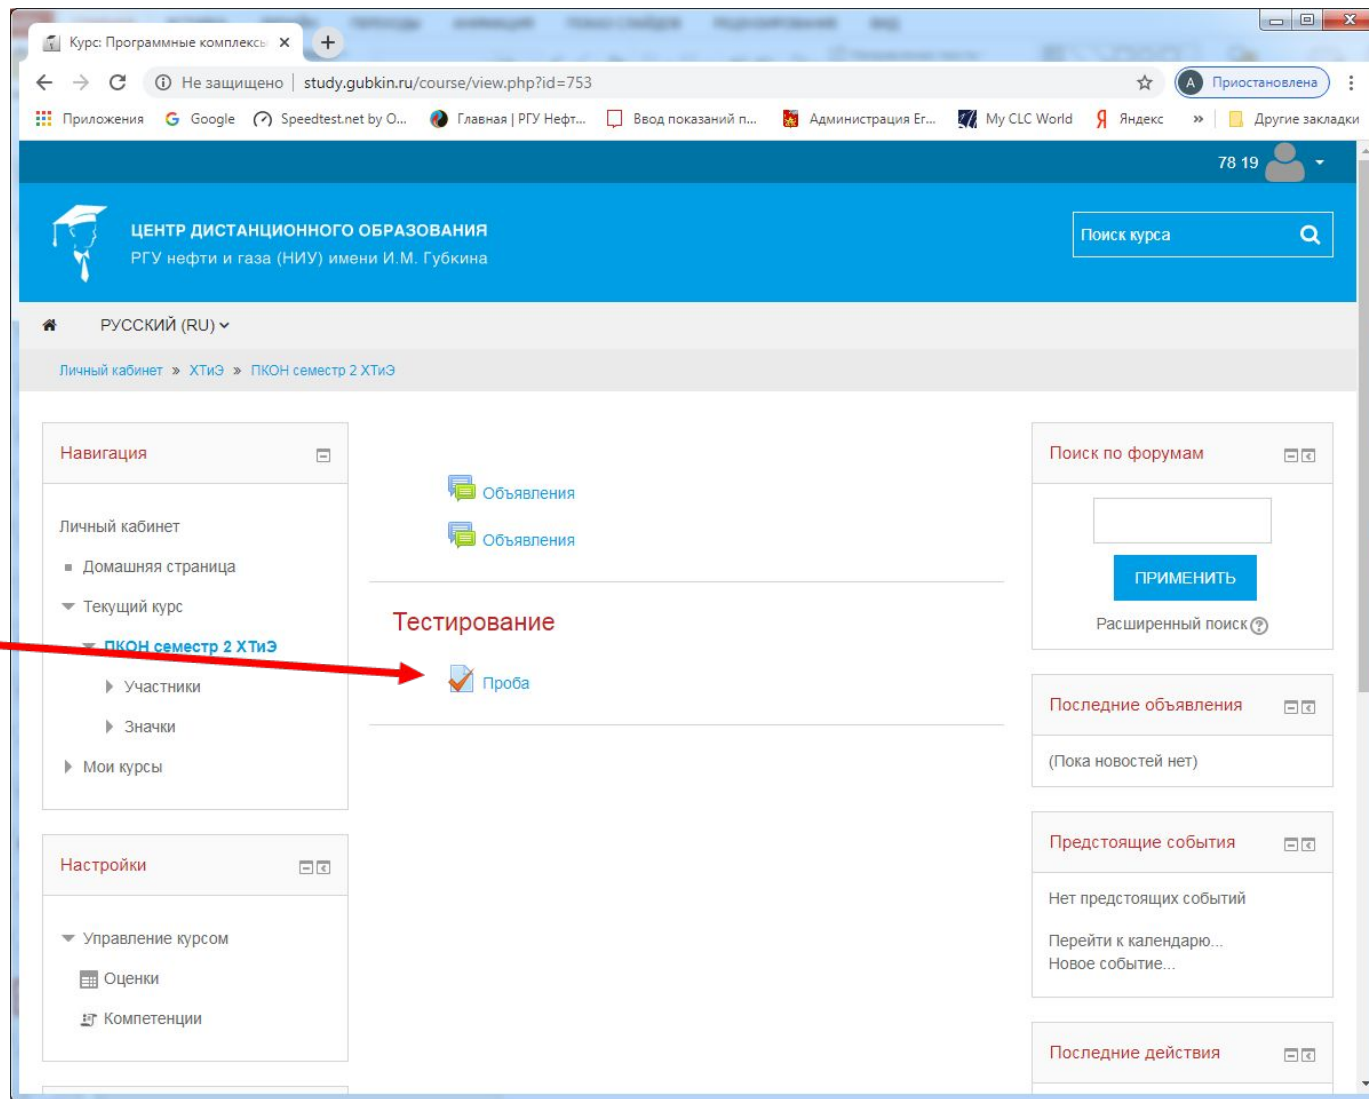 Курс: Программные комплексы
Не защищено | study.gubkin.ru/course/view.php?id=753
А Приостановлена
Приложения
Google
Speedtest.net by O...
Главная | РГУ Нефт...
Ввод показаний п...
Администрация Ег...
My CLC World
Яндекс
»
Другие закладки
78 19
ЦЕНТР ДИСТАНЦИОННОГО ОБРАЗОВАНИЯ
РГУ нефти и газа (НИУ) имени И.М. Губкина
Поиск курса
РУССКИЙ (RU)
Личный кабинет » ХТиЭ » ПКОН семестр 2 ХТиЭ
Навигация
Личный кабинет
Домашняя страница
Текущий курс
ПКОН семестр 2 ХТиЭ
Участники
Значки
Мои курсы
Настройки
Управление курсом
Оценки
Компетенции
Объявления
Объявления
Тестирование
Проба
Поиск по форумам
ПРИМЕНИТЬ
Расширенный поиск
Последние объявления
(Пока новостей нет)
Предстоящие события
Нет предстоящих событий
Перейти к календарю...
Новое событие...
Последние действия